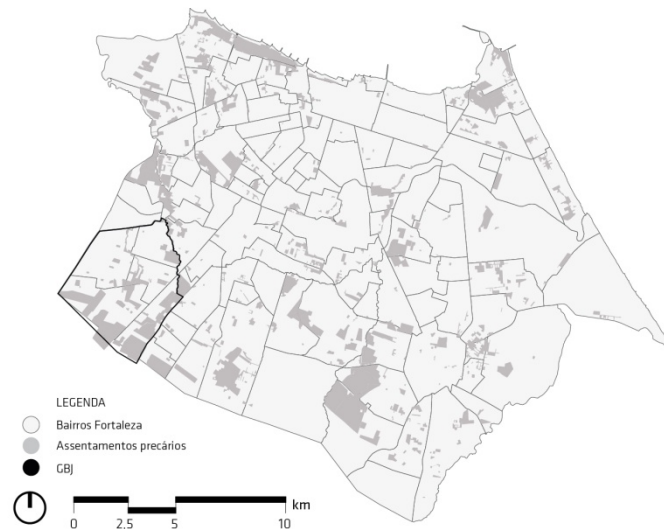 LEGENDA
Bairros Fortaleza
Assentamentos precários
GBJ
km
0 2,5 5 10